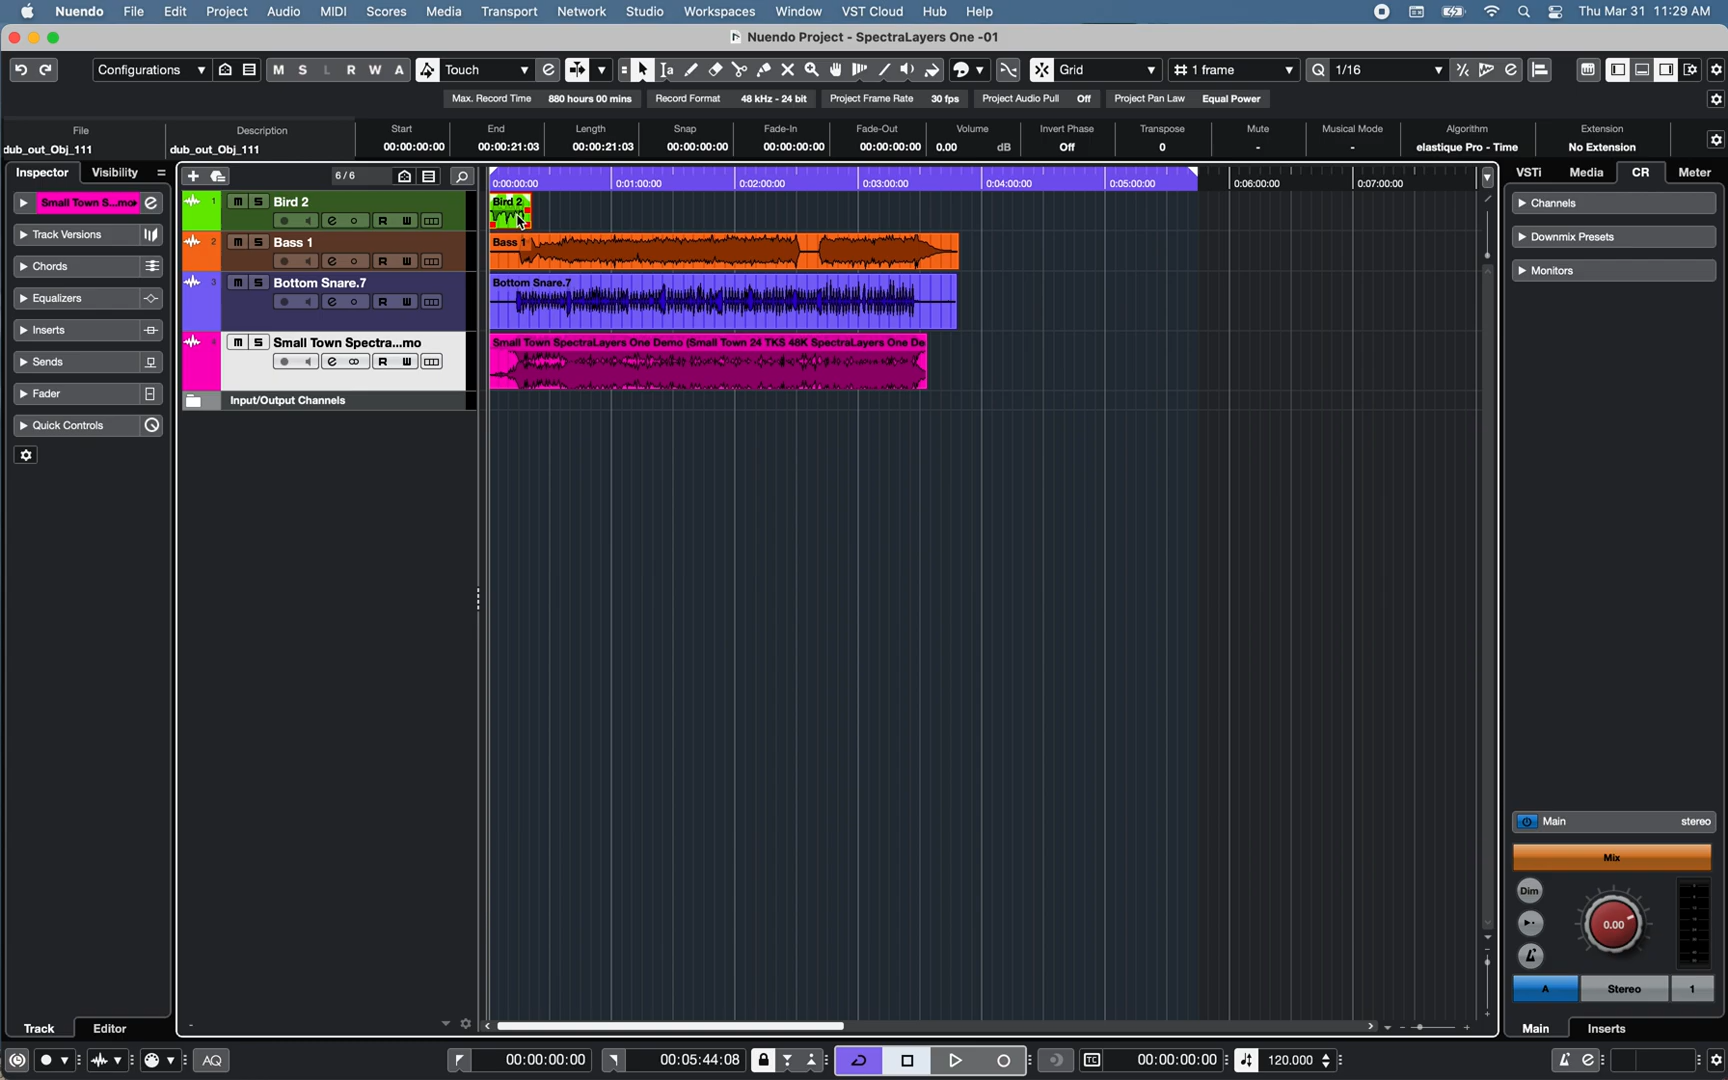 Nuendo File Edit Project Audio MIDI Scores Media Transport Network Studio Workspaces Window VST Cloud Hub Help Thu Mar 31 11:29 AM
Nuendo Project - SpectraLayers One -01
Configurations M S L R W A Touch Grid 1 frame Q 1/16
Max. Record Time 880 hours 00 mins Record Format 48 kHz - 24 bit Project Frame Rate 30 fps Project Audio Pull Off Project Pan Law Equal Power
File Description Start End Length Snap Fade-In Fade-Out Volume Invert Phase Transpose Mute Musical Mode Algorithm Extension
dub_out_Obj_111 dub_out_Obj_111 00:00:00:00 00:00:21:03 00:00:21:03 00:00:00:00 00:00:00:00 00:00:00:00 0.00 dB Off 0 - - elastique Pro - Time No Extension
Inspector Visibility
Small Town S...mo
Track Versions
Chords
Equalizers
Inserts
Sends
Fader
Quick Controls
Track Editor
6 / 6
1 m S Bird 2
e R W
2 m S Bass 1
e R W
3 m S Bottom Snare.7
e R W
4 m S Small Town Spectra...mo
e R W
Input/Output Channels
0:00:00:00 0:01:00:00 0:02:00:00 0:03:00:00 0:04:00:00 0:05:00:00 0:06:00:00 0:07:00:00
Bird 2
Bass 1
Bottom Snare.7
Small Town SpectraLayers One Demo (Small Town 24 TKS 48K SpectraLayers One De
VSTi Media CR Meter
Channels
Downmix Presets
Monitors
Main stereo
Mix
Dim
0.00
A Stereo 1
Main Inserts
AQ 00:00:00:00 00:05:44:08 00:00:00:00 120.000